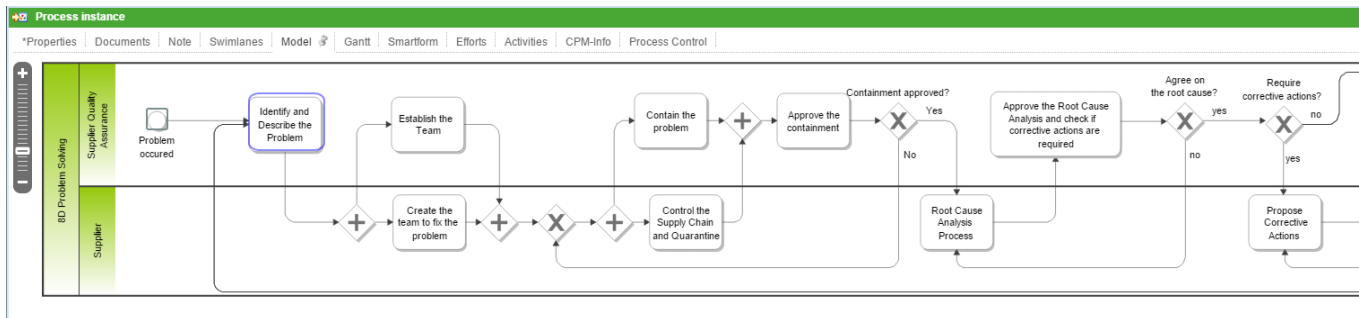 Process instance
*Properties
Documents
Note
Swimlanes
Model
Gantt
Smartform
Efforts
Activities
CPM-Info
Process Control
8D Problem Solving
Supplier Quality
Assurance
Supplier
Problem
occured
Identify and
Describe the
Problem
Establish the
Team
Create the
team to fix the
problem
Contain the
problem
Control the
Supply Chain
and Quarantine
Approve the
containment
Containment approved?
Yes
No
Root Cause
Analysis
Process
Approve the Root Cause
Analysis and check if
corrective actions are
required
Agree on
the root cause?
yes
no
Require
corrective actions?
no
yes
Propose
Corrective
Actions